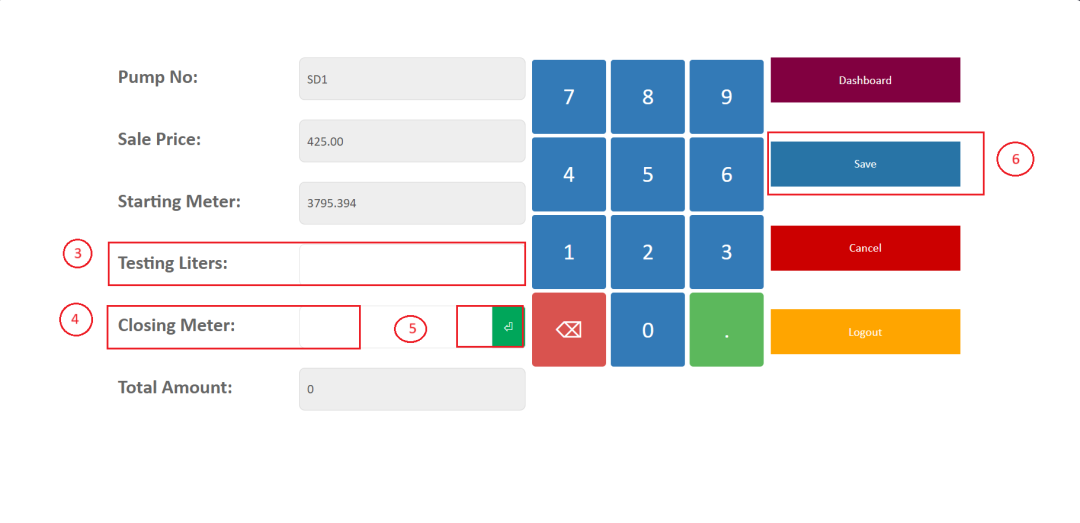 Pump No:
SD1
Sale Price:
425.00
Starting Meter:
3795.394
3
Testing Liters:
4
Closing Meter:
5
⏎
Total Amount:
0
7 8 9
4 5 6
1 2 3
⌫ 0 .
Dashboard
Save
6
Cancel
Logout